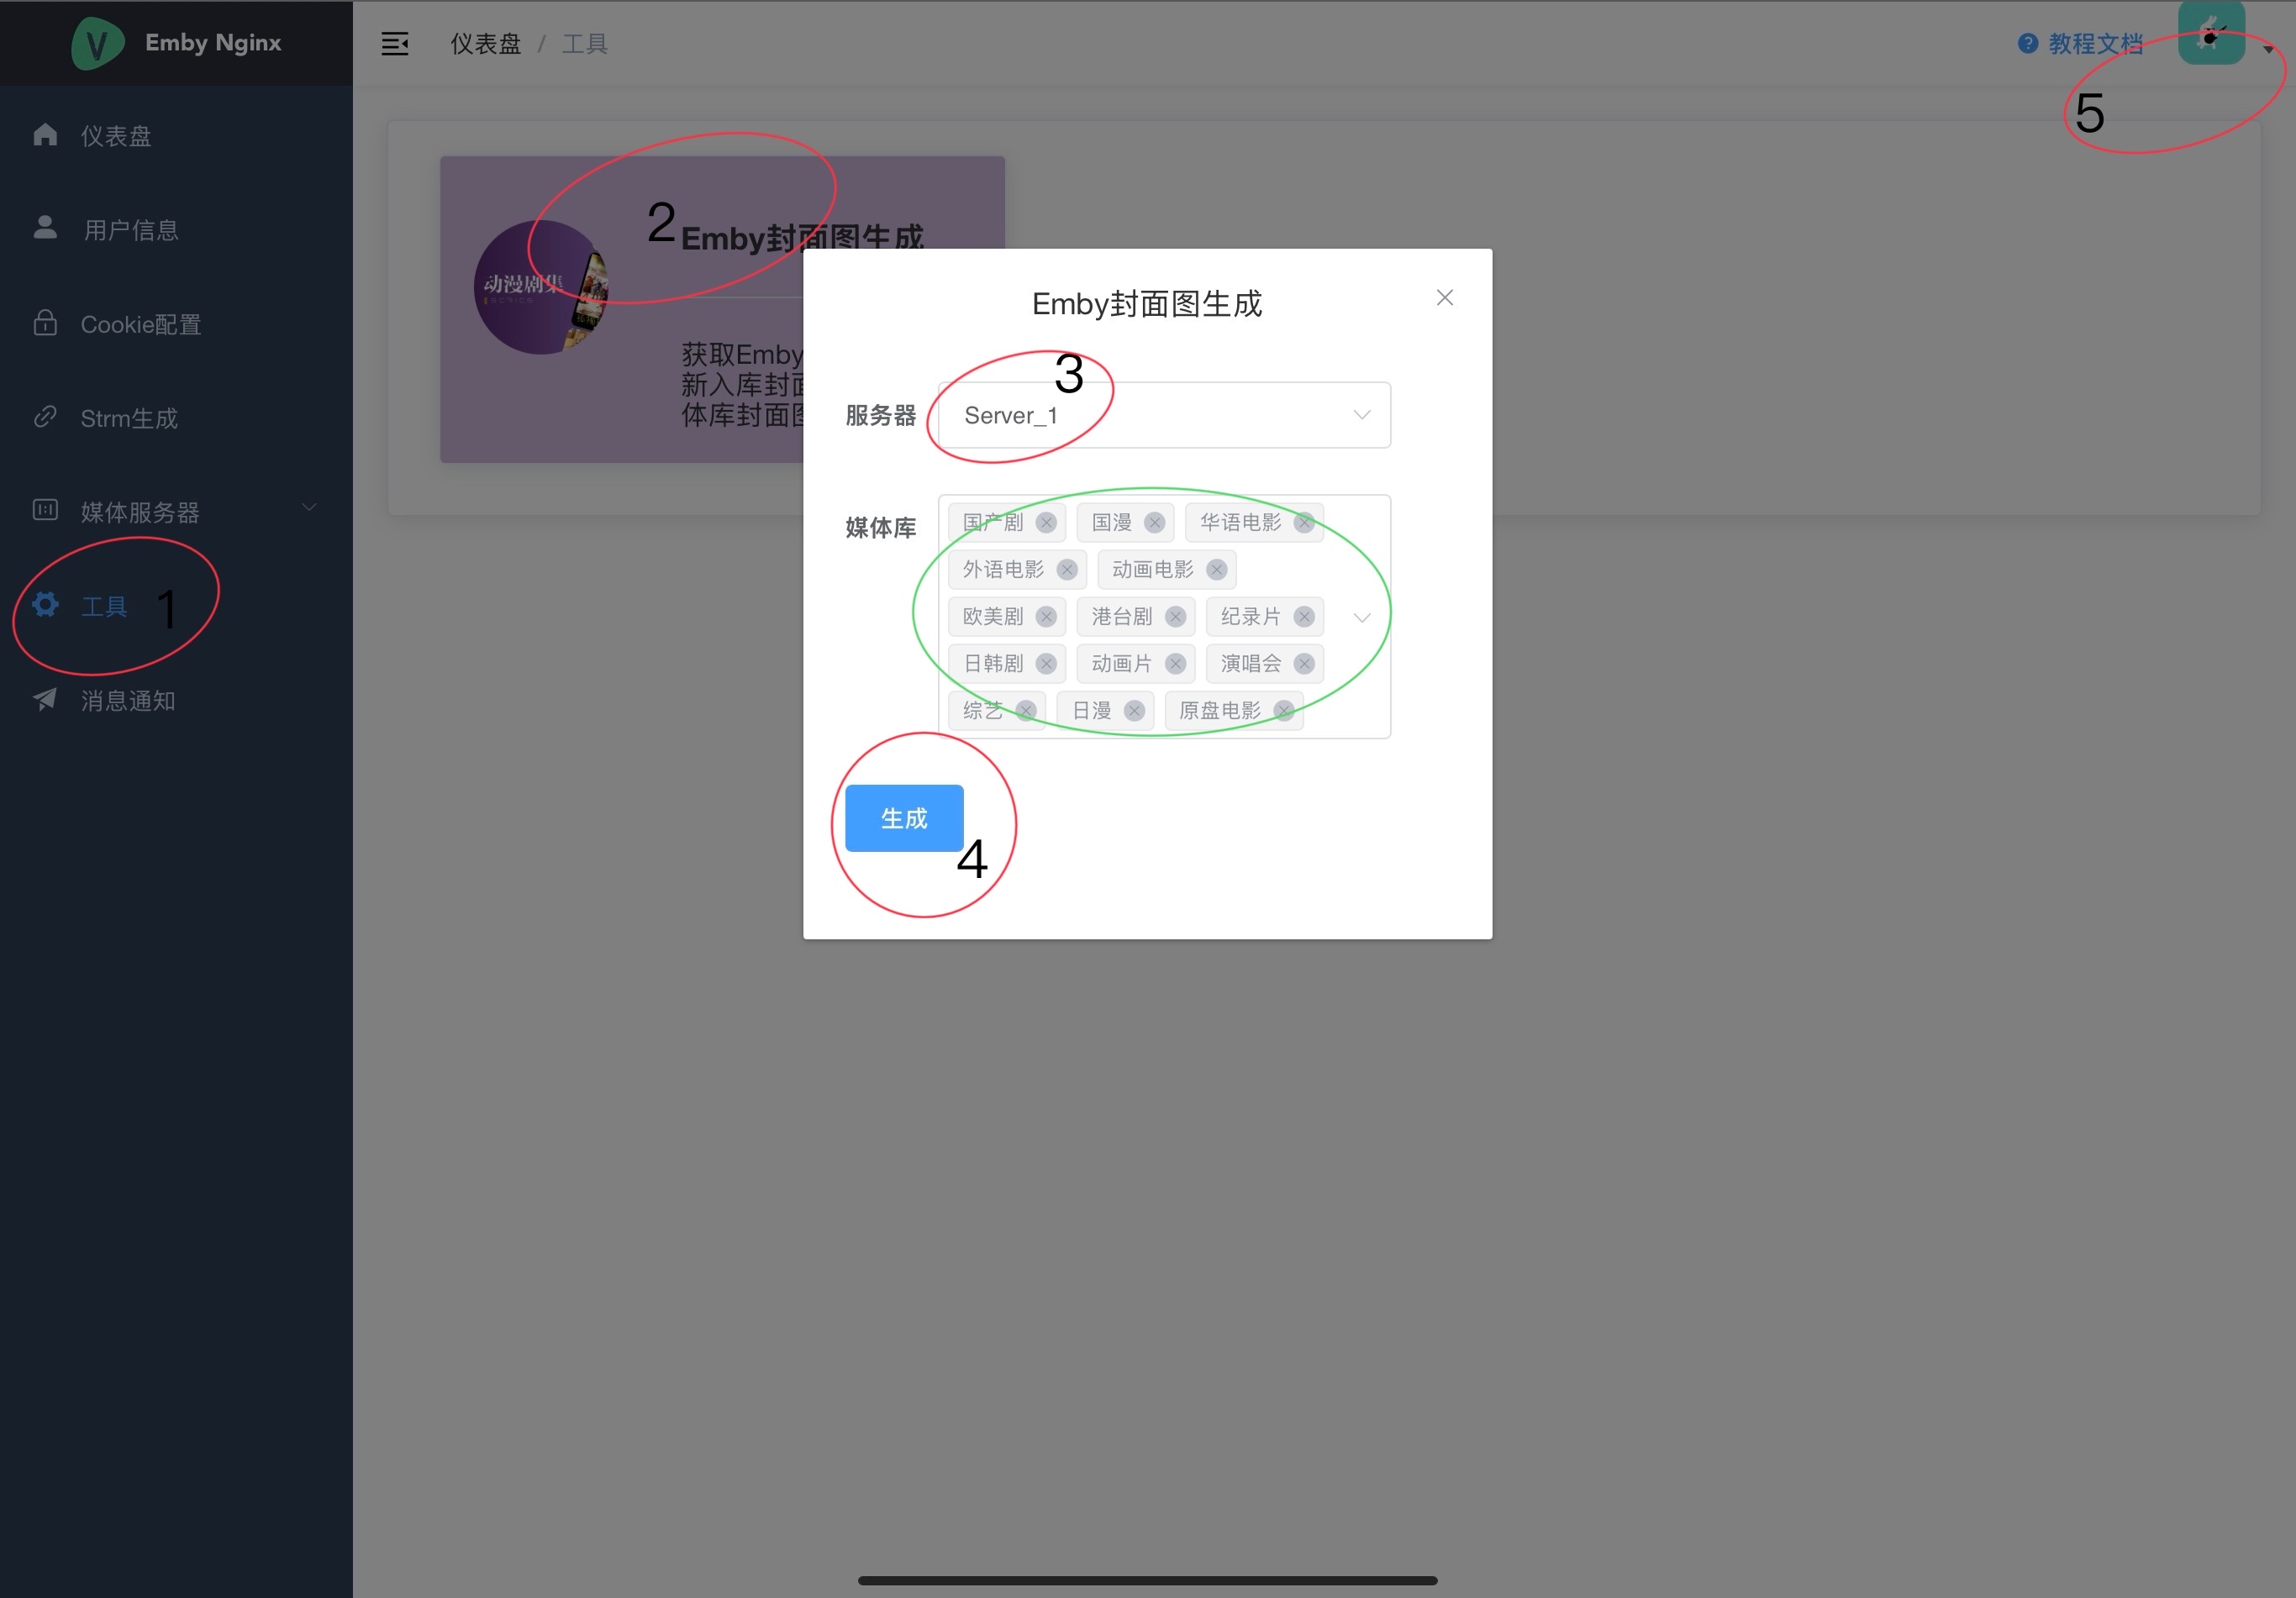 Emby Nginx
仪表盘 / 工具
教程文档
5
仪表盘
用户信息
Cookie配置
Strm生成
媒体服务器
工具 1
消息通知
2
Emby封面图生成
动漫剧集
获取Emby
新入库封面
体库封面图
Emby封面图生成
3
服务器 Server_1
媒体库
国产剧 国漫 华语电影
外语电影 动画电影
欧美剧 港台剧 纪录片
日韩剧 动画片 演唱会
综艺 日漫 原盘电影
生成
4